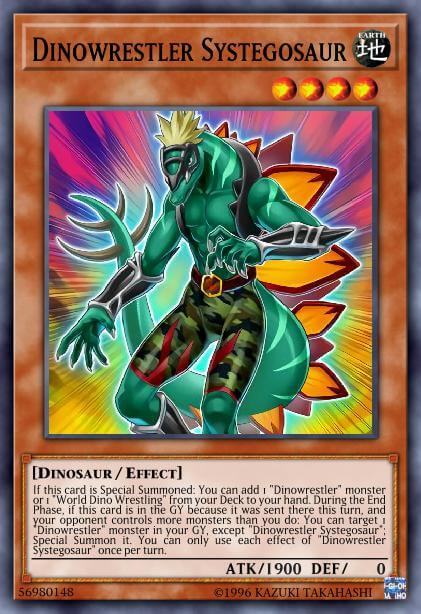 DINOWRESTLER SYSTEGOSAUR
EARTH
地
[DINOSAUR / EFFECT]
If this card is Special Summoned: You can add 1 "Dinowrestler" monster
or 1 "World Dino Wrestling" from your Deck to your hand. During the End
Phase, if this card is in the GY because it was sent there this turn, and
your opponent controls more monsters than you do: You can target 1
"Dinowrestler" monster in your GY, except "Dinowrestler Systegosaur";
Special Summon it. You can only use each effect of "Dinowrestler
Systegosaur" once per turn.
ATK/1900 DEF/ 0
56980148
©1996 KAZUKI TAKAHASHI